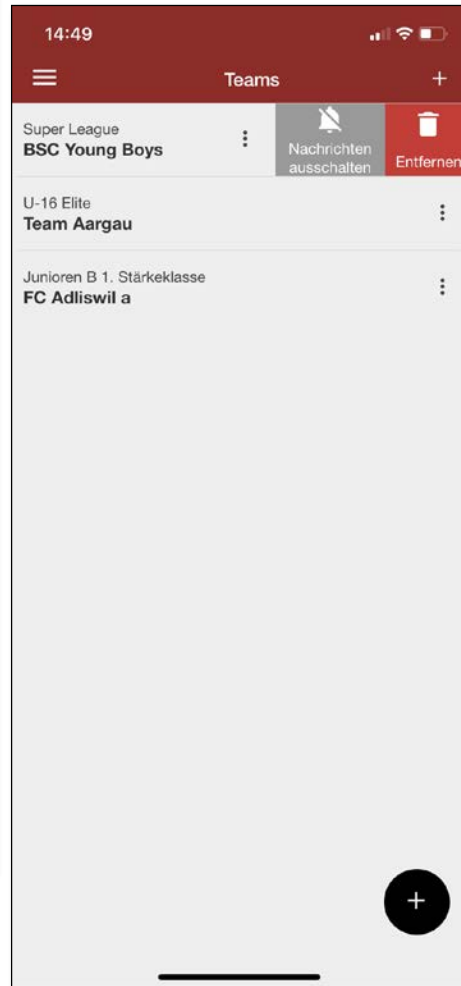 14:49
Teams
Super League
BSC Young Boys
Nachrichten
ausschalten
Entfernen
U-16 Elite
Team Aargau
Junioren B 1. Stärkeklasse
FC Adliswil a